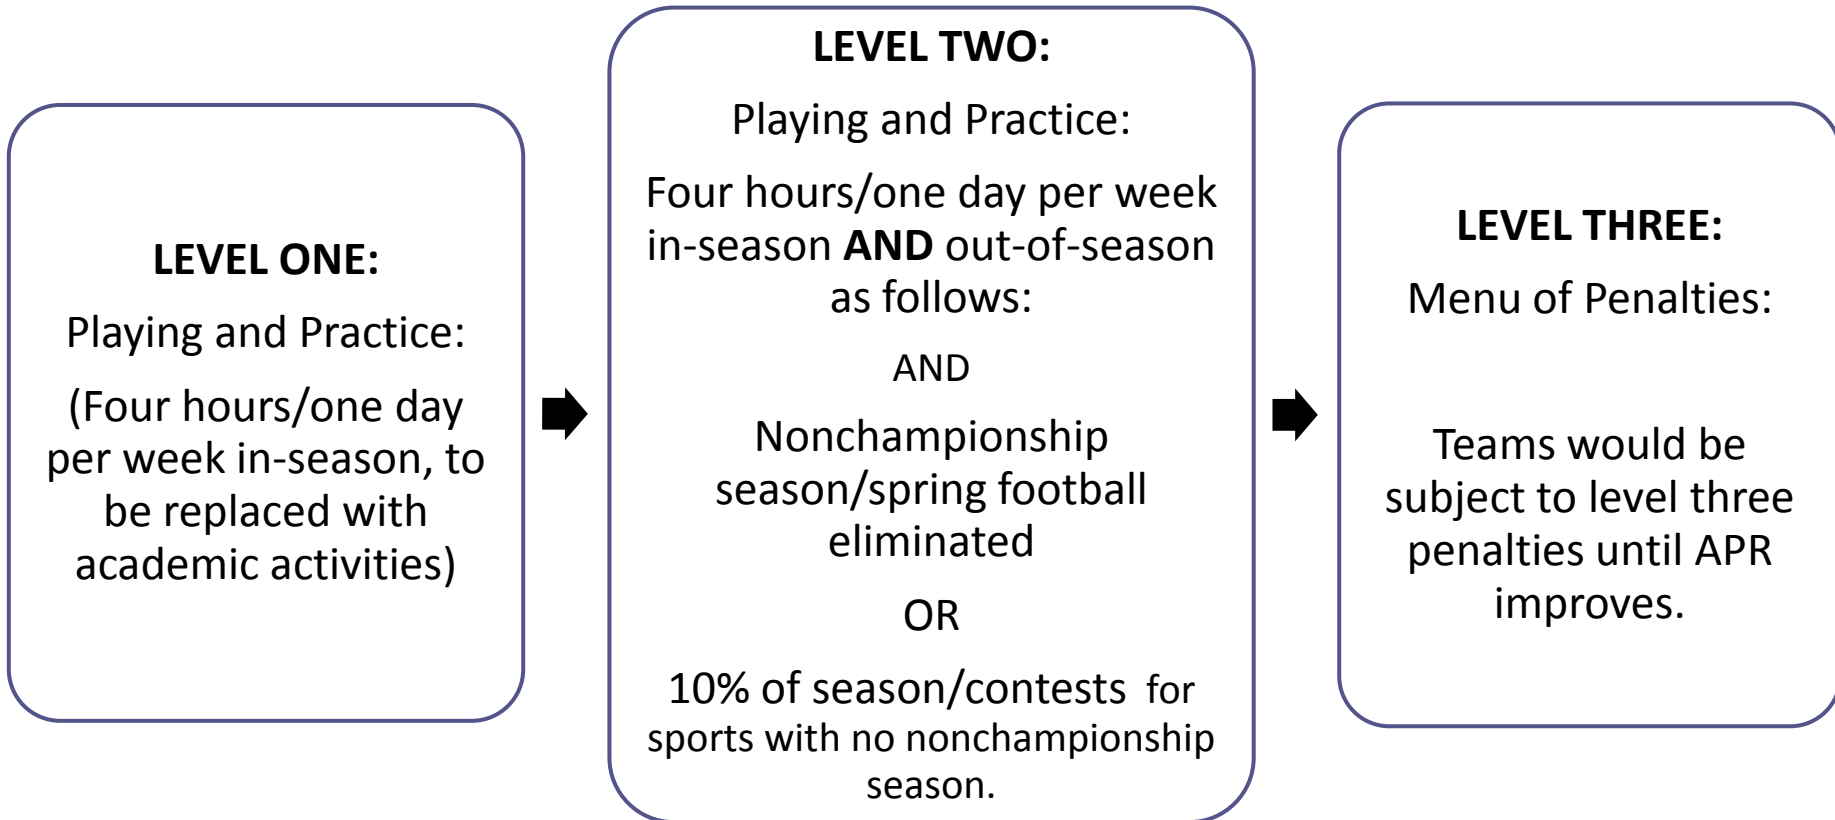 LEVEL ONE:
Playing and Practice:
(Four hours/one day
per week in-season, to
be replaced with
academic activities)
LEVEL TWO:
Playing and Practice:
Four hours/one day per week
in-season AND out-of-season
as follows:
AND
Nonchampionship
season/spring football
eliminated
OR
10% of season/contests for
sports with no nonchampionship
season.
LEVEL THREE:
Menu of Penalties:
Teams would be
subject to level three
penalties until APR
improves.